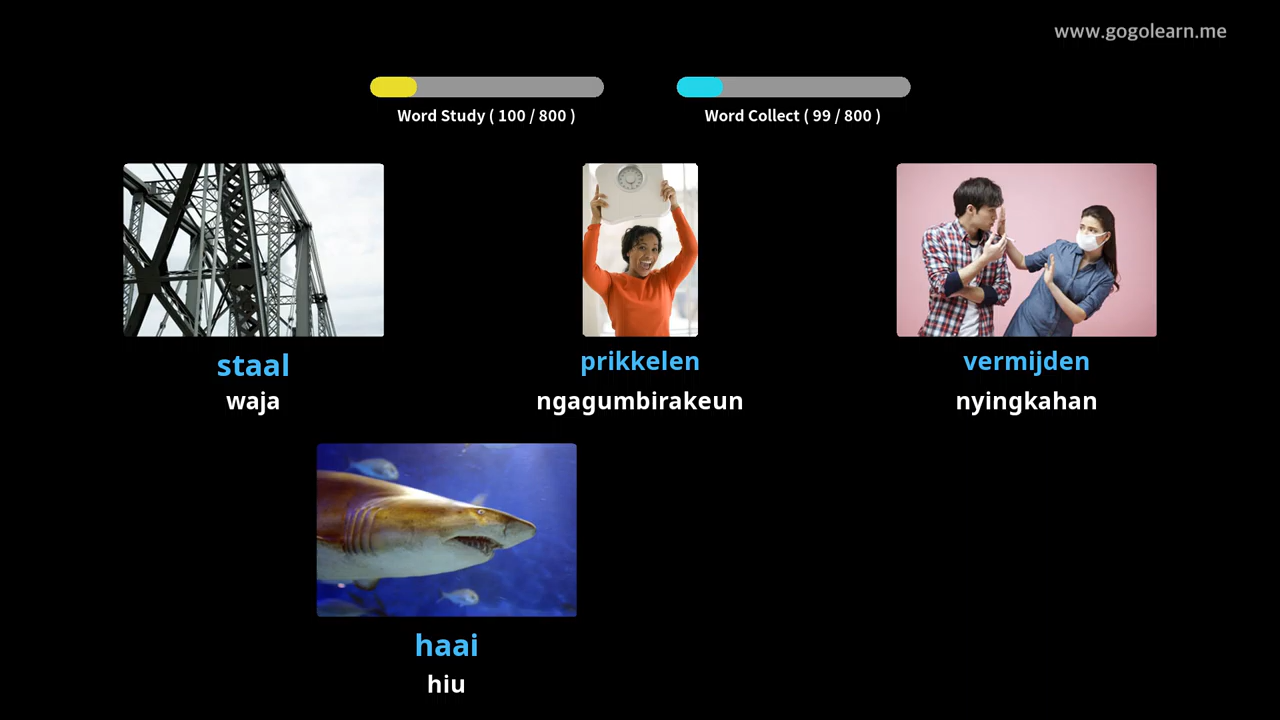 www.gogolearn.me
Word Study ( 100 / 800 )
Word Collect ( 99 / 800 )
staal
waja
prikkelen
ngagumbirakeun
vermijden
nyingkahan
haai
hiu